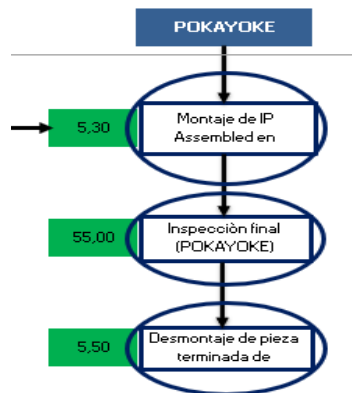 POKAYOKE
5,30
Montaje de IP
Assembled en
55,00
Inspecciòn final
(POKAYOKE)
5,50
Desmontaje de pieza
terminada de